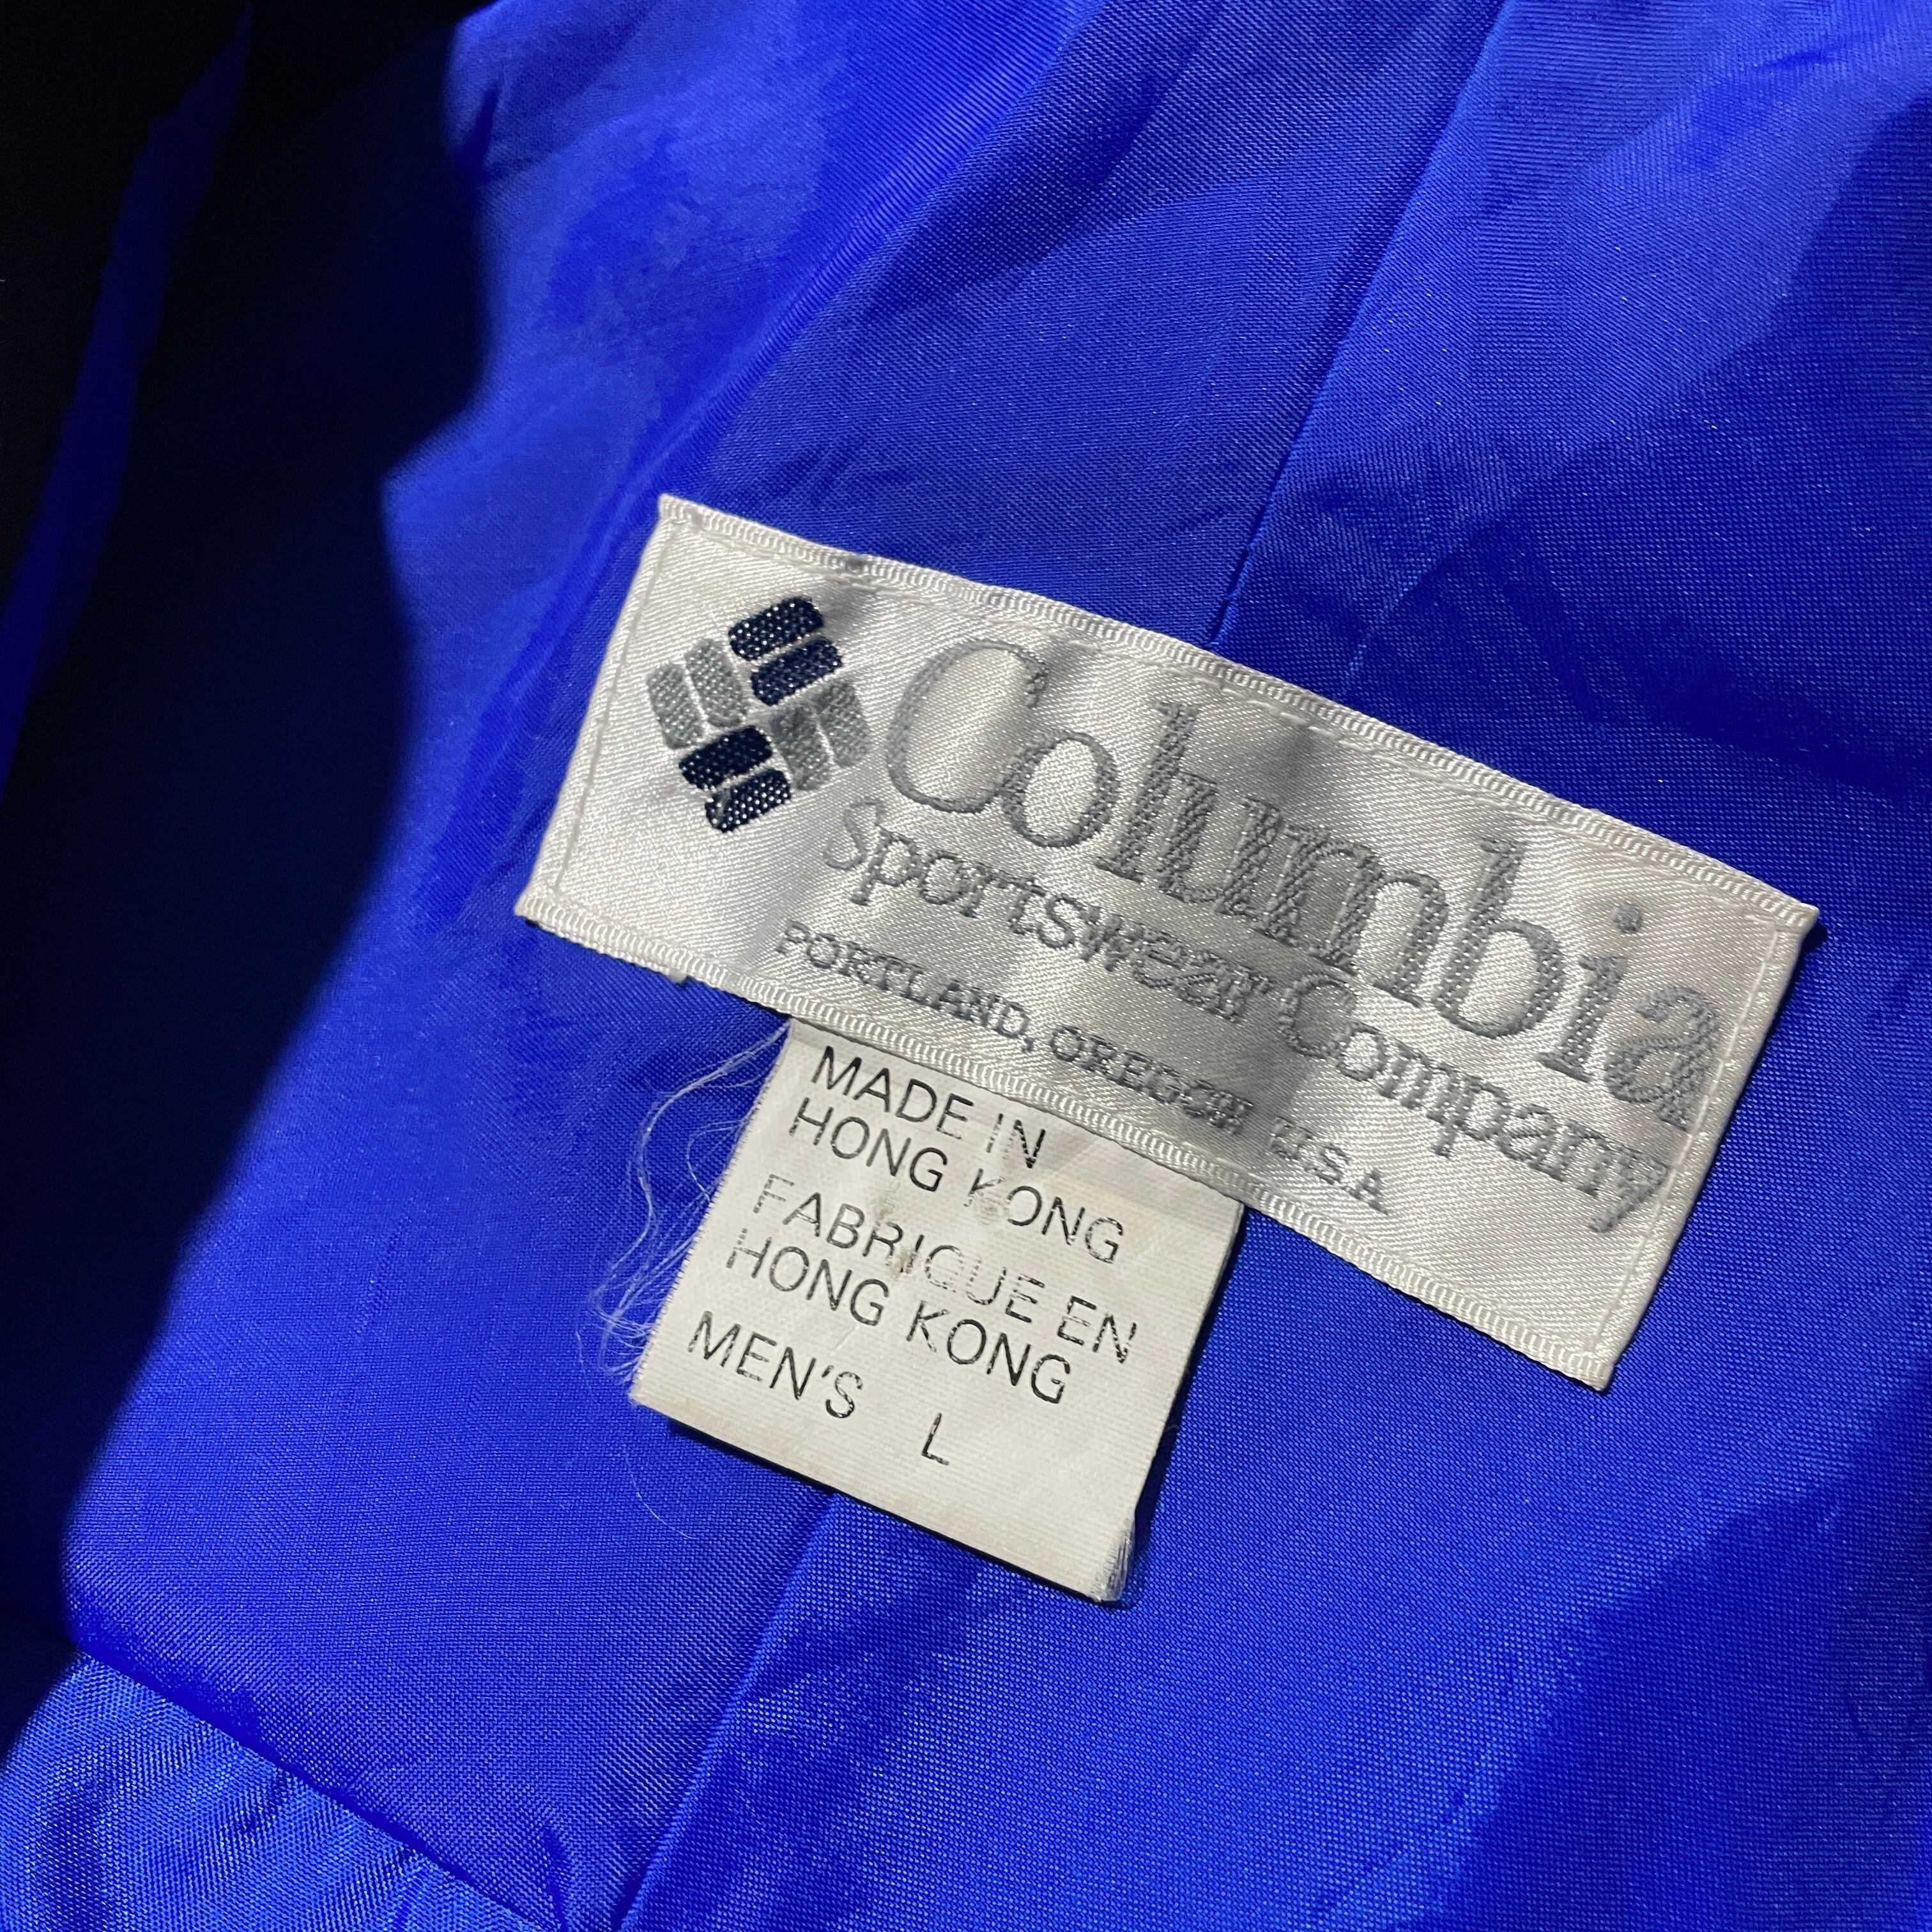 Columbia
Sportswear Company
PORTLAND, OREGON U.S.A
MADE IN
HONG KONG
FABRIQUE EN
HONG KONG
MEN'S L